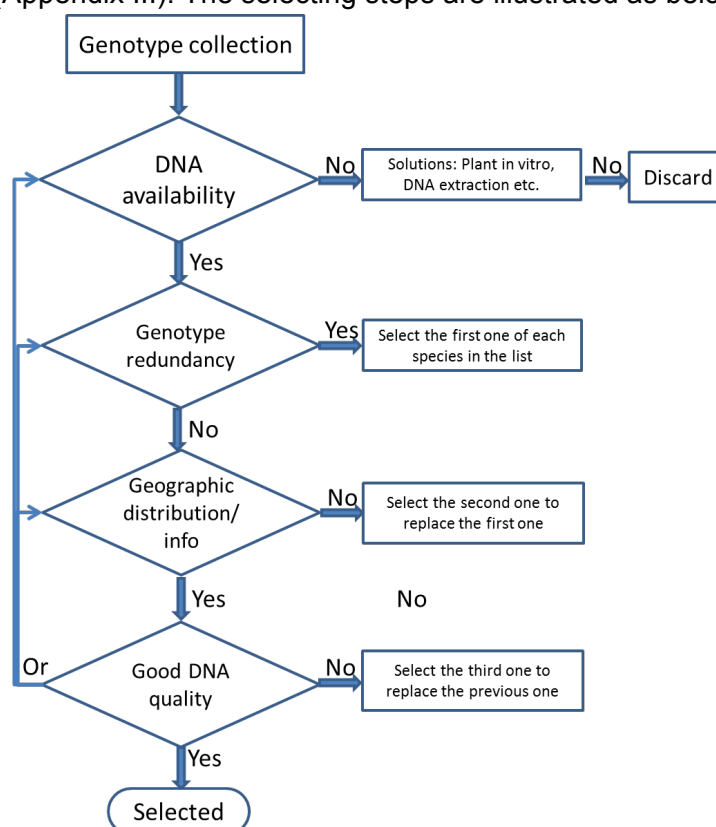 (Appendix III). The selecting steps are illustrated as belo
Genotype collection
DNA
availability
No
Solutions: Plant in vitro,
DNA extraction etc.
No
Discard
Yes
Genotype
redundancy
Yes
Select the first one of each
species in the list
No
Geographic
distribution/
info
No
Select the second one to
replace the first one
Yes
No
Or
Good DNA
quality
No
Select the third one to
replace the previous one
Yes
Selected